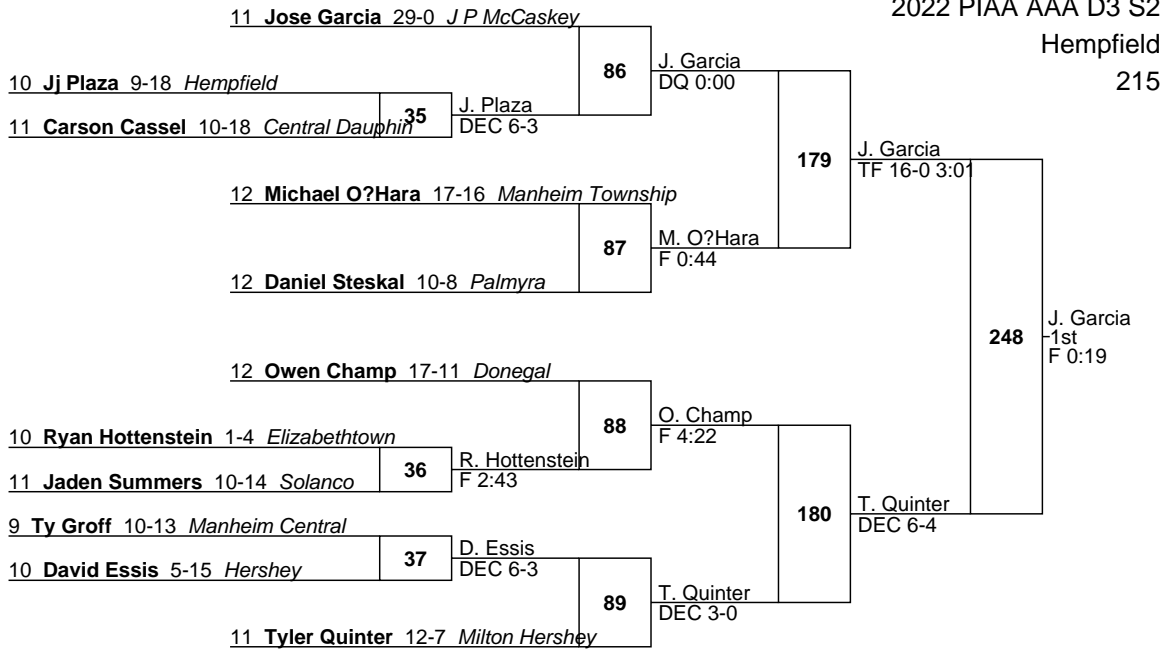 2022 PIAA AAA D3 S2
Hempfield
215
11 Jose Garcia 29-0 J P McCaskey
86
J. Garcia
DQ 0:00
10 Jj Plaza 9-18 Hempfield
35
J. Plaza
DEC 6-3
11 Carson Cassel 10-18 Central Dauphin
179
J. Garcia
TF 16-0 3:01
12 Michael O?Hara 17-16 Manheim Township
87
M. O?Hara
F 0:44
12 Daniel Steskal 10-8 Palmyra
248
J. Garcia
1st
F 0:19
12 Owen Champ 17-11 Donegal
88
O. Champ
F 4:22
10 Ryan Hottenstein 1-4 Elizabethtown
36
R. Hottenstein
F 2:43
11 Jaden Summers 10-14 Solanco
180
T. Quinter
DEC 6-4
9 Ty Groff 10-13 Manheim Central
37
D. Essis
DEC 6-3
10 David Essis 5-15 Hershey
89
T. Quinter
DEC 3-0
11 Tyler Quinter 12-7 Milton Hershey